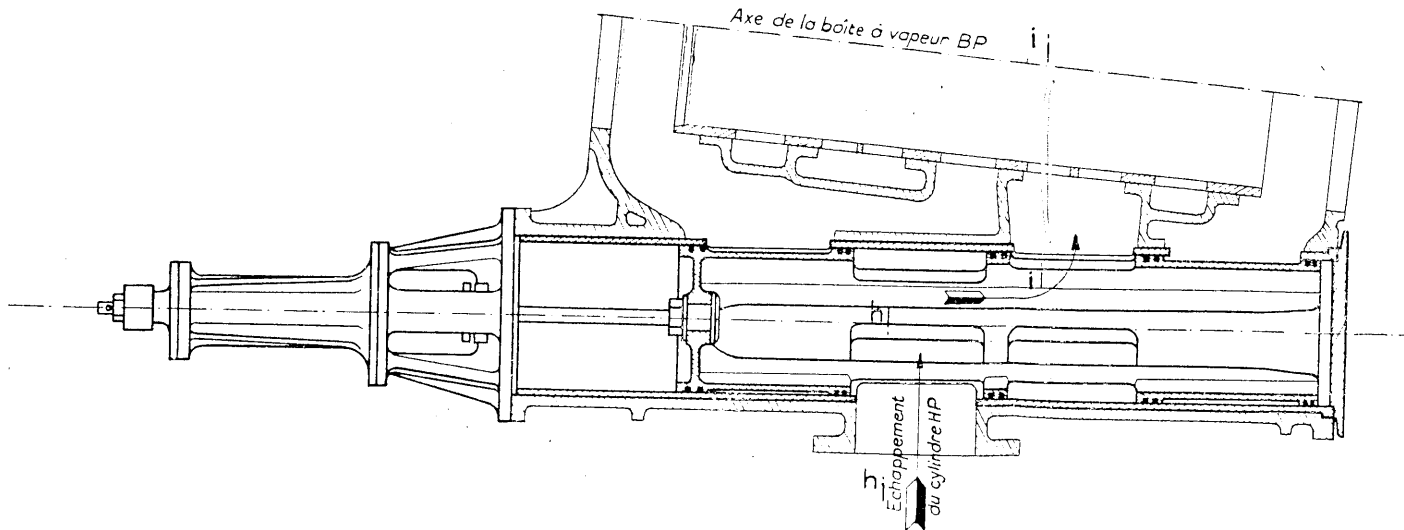 Axe de la boîte à vapeur BP
i
i
i
h
h
Echappement
du cylindre HP